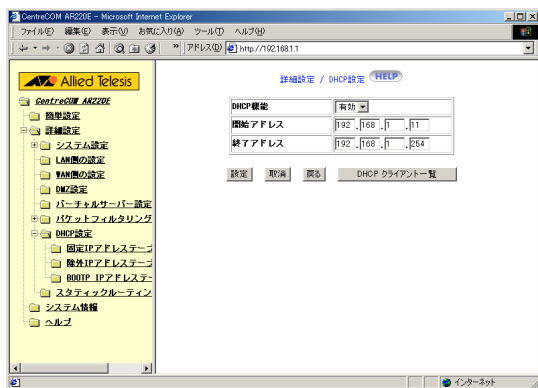 CentreCOM AR220E - Microsoft Internet Explorer
ファイル(F) 編集(E) 表示(V) お気に入り(A) ツール(T) ヘルプ(H)
» アドレス(D) http://192.168.1.1
Allied Telesis
CentreCOM AR220E
簡単設定
詳細設定
システム設定
LAN側の設定
WAN側の設定
DMZ設定
バーチャルサーバー設定
パケットフィルタリング
DHCP設定
固定IPアドレステーブ
除外IPアドレステーブ
BOOTP IPアドレステー
スタティックルーティン
システム情報
ヘルプ
詳細設定 / DHCP設定 HELP
DHCP機能 有効
開始アドレス 192 . 168 . 1 . 11
終了アドレス 192 . 168 . 1 . 254
設定 取消 戻る DHCP クライアント一覧
インターネット